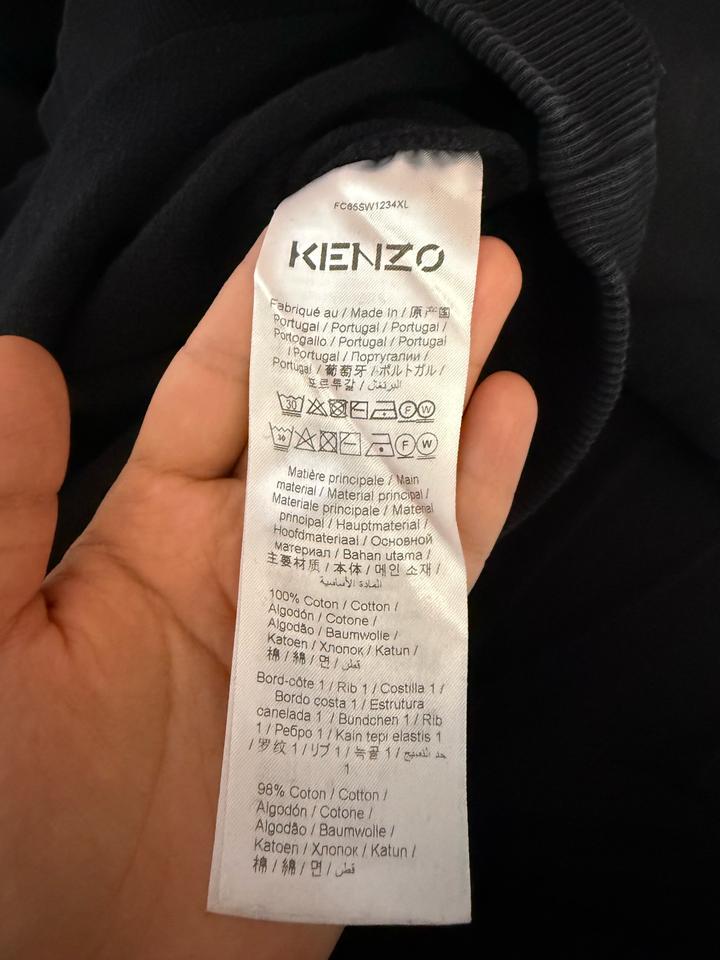 FC65SW1234XL
KENZO
Fabriqué au / Made In / 原产国
Portugal / Portugal / Portugal /
Portogallo / Portugal / Portugal
/ Portugal / Португалии /
Portugal / 葡萄牙 / ポルトガル /
포르투갈 / البرتغال
30 F W
30 F W
Matière principale / Main
material / Material principal /
Materiale principale / Material
principal / Hauptmaterial /
Hoofdmateriaal / Основной
материал / Bahan utama /
主要材质 / 本体 / 메인 소재 /
المادة الأساسية
100% Coton / Cotton /
Algodón / Cotone /
Algodão / Baumwolle /
Katoen / Хлопок / Katun /
棉 / 綿 / 면 / قطن
Bord-côte 1 / Rib 1 / Costilla 1 /
Bordo costa 1 / Estrutura
canelada 1 / Bündchen 1 / Rib
1 / Ребро 1 / Kain tepi elastis 1
/ 罗纹 1 / リブ 1 / 녹골 1 /
1
98% Coton / Cotton /
Algodón / Cotone /
Algodão / Baumwolle /
Katoen / Хлопок / Katun /
棉 / 綿 / 면 / قطن